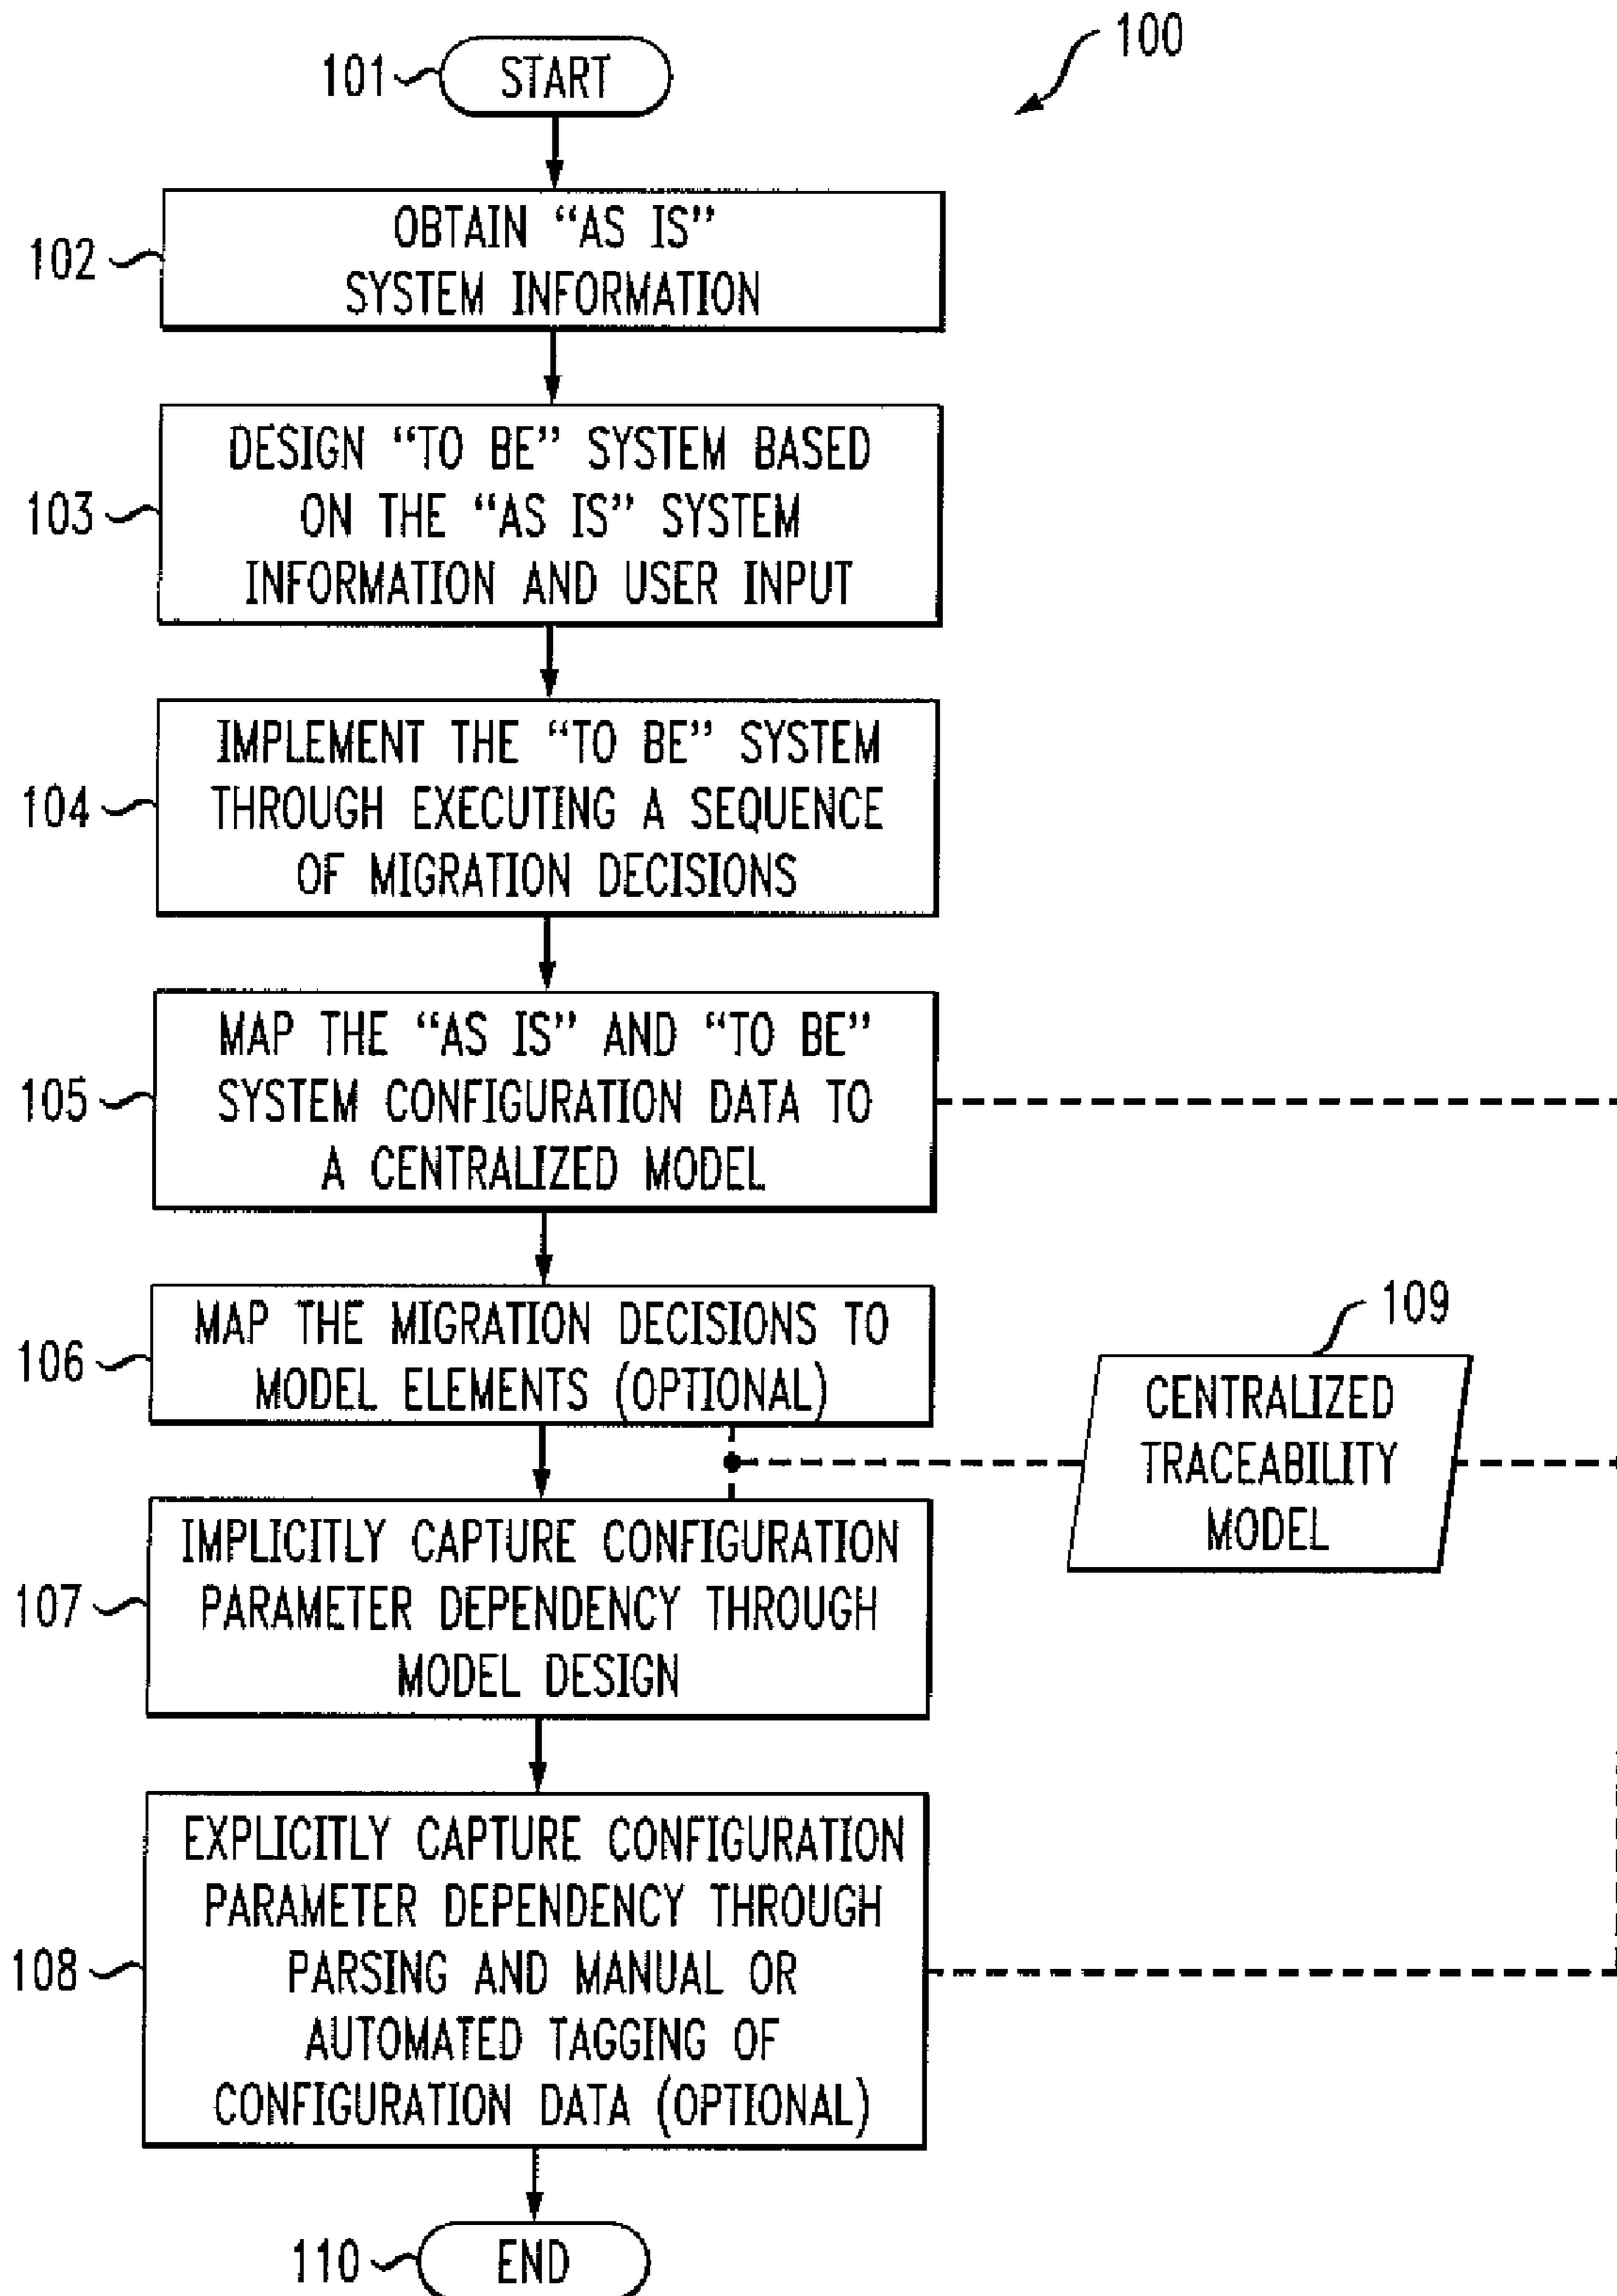 100
101
START
102
OBTAIN “AS IS”
SYSTEM INFORMATION
103
DESIGN “TO BE” SYSTEM BASED
ON THE “AS IS” SYSTEM
INFORMATION AND USER INPUT
104
IMPLEMENT THE “TO BE” SYSTEM
THROUGH EXECUTING A SEQUENCE
OF MIGRATION DECISIONS
105
MAP THE “AS IS” AND “TO BE”
SYSTEM CONFIGURATION DATA TO
A CENTRALIZED MODEL
106
MAP THE MIGRATION DECISIONS TO
MODEL ELEMENTS (OPTIONAL)
109
CENTRALIZED
TRACEABILITY
MODEL
107
IMPLICITLY CAPTURE CONFIGURATION
PARAMETER DEPENDENCY THROUGH
MODEL DESIGN
108
EXPLICITLY CAPTURE CONFIGURATION
PARAMETER DEPENDENCY THROUGH
PARSING AND MANUAL OR
AUTOMATED TAGGING OF
CONFIGURATION DATA (OPTIONAL)
110
END